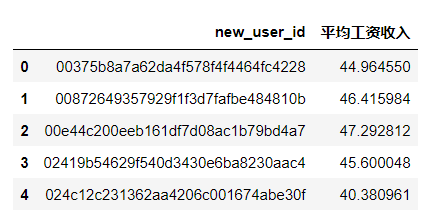 new_user_id 平均工资收入
0 00375b8a7a62da4f578f4f4464fc4228 44.964550
1 00872649357929f1f3d7fafbe484810b 46.415984
2 00e44c200eeb161df7d08ac1b79bd4a7 47.292812
3 02419b54629f540d3430e6ba8230aac4 45.600048
4 024c12c231362aa4206c001674abe30f 40.380961